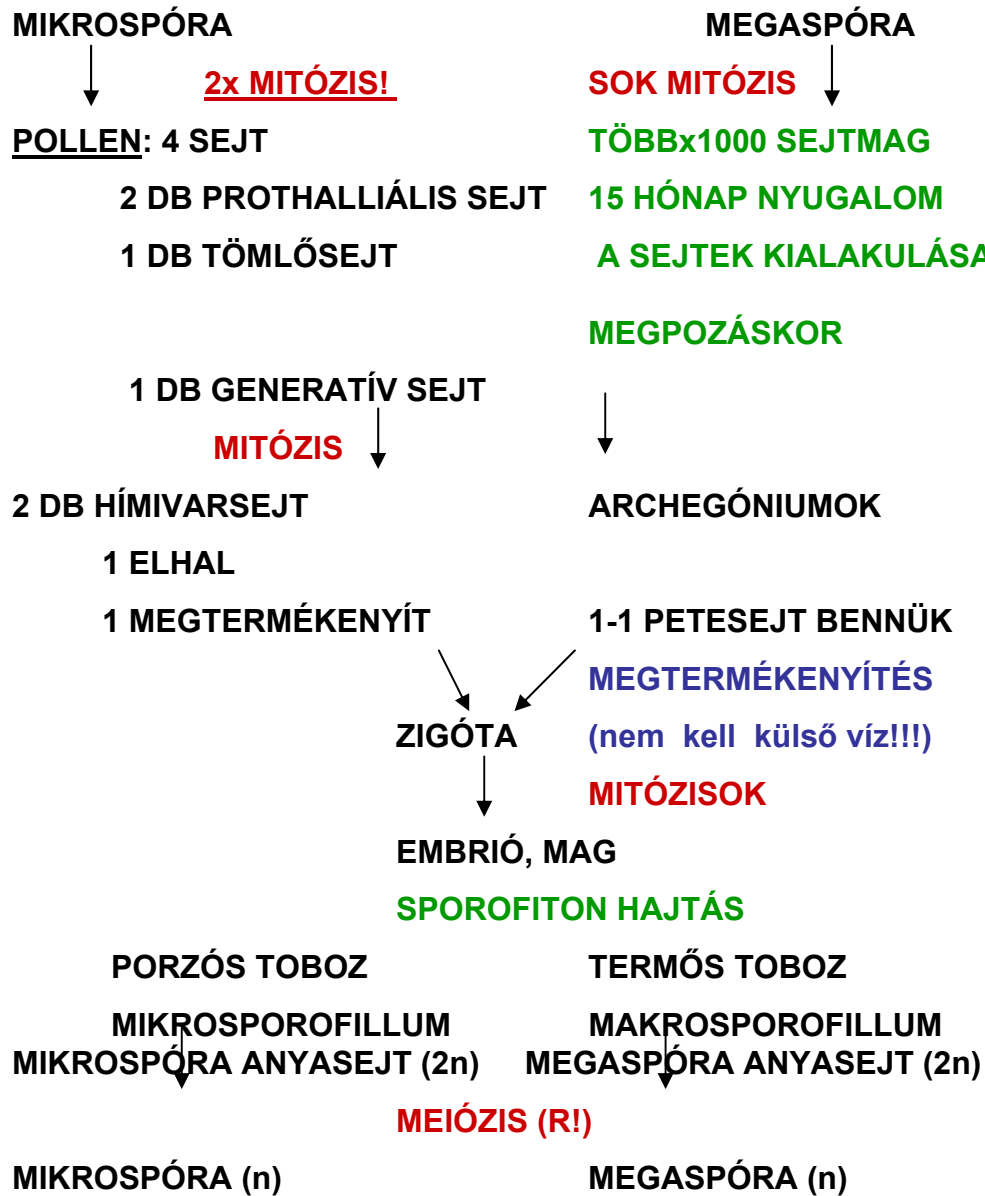 MIKROSPÓRA MEGASPÓRA
2x MITÓZIS! SOK MITÓZIS
POLLEN: 4 SEJT TÖBBx1000 SEJTMAG
2 DB PROTHALLIÁLIS SEJT 15 HÓNAP NYUGALOM
1 DB TÖMLŐSEJT A SEJTEK KIALAKULÁSA
MEGPOZÁSKOR
1 DB GENERATÍV SEJT
MITÓZIS
2 DB HÍMIVARSEJT ARCHEGÓNIUMOK
1 ELHAL
1 MEGTERMÉKENYÍT 1-1 PETESEJT BENNÜK
MEGTERMÉKENYÍTÉS
ZIGÓTA (nem kell külső víz!!!)
MITÓZISOK
EMBRIÓ, MAG
SPOROFITON HAJTÁS
PORZÓS TOBOZ TERMŐS TOBOZ
MIKROSPOROFILLUM MAKROSPOROFILLUM
MIKROSPÓRA ANYASEJT (2n) MEGASPÓRA ANYASEJT (2n)
MEIÓZIS (R!)
MIKROSPÓRA (n) MEGASPÓRA (n)